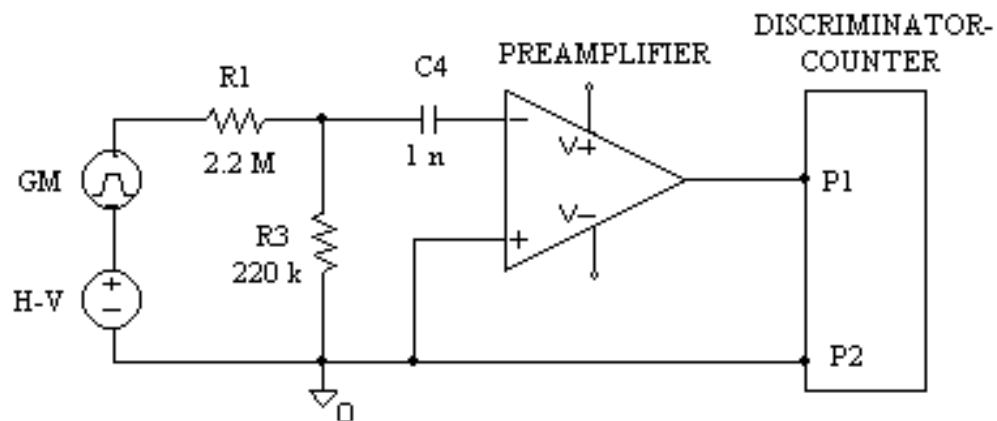 DISCRIMINATOR-
COUNTER
PREAMPLIFIER
C4
R1
1 n
2.2 M
GM
V+
V-
P1
R3
220 k
H-V
P2
0